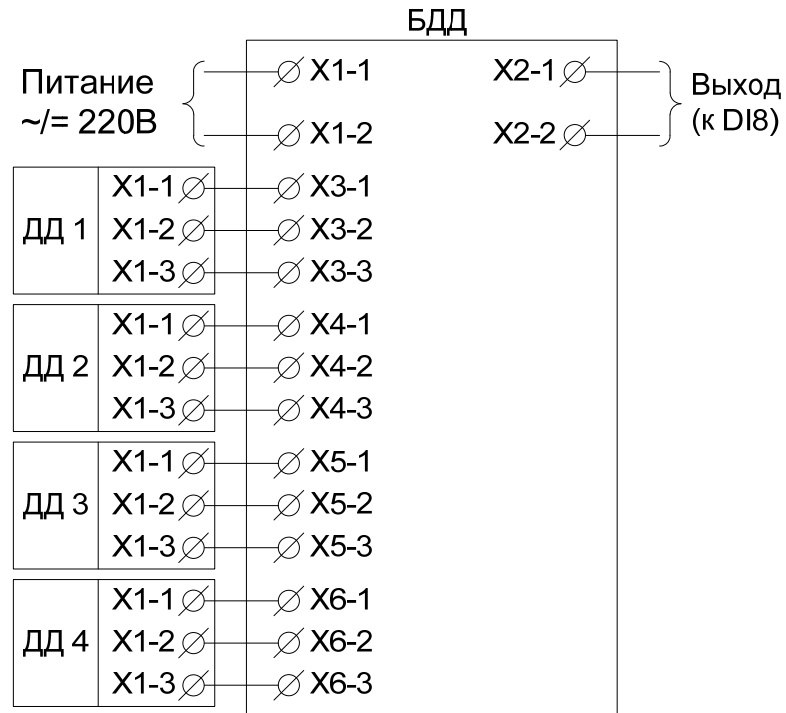 БДД
Питание
~/= 220В
X1-1
X1-2
X2-1
X2-2
Выход
(к DI8)
ДД 1
X1-1
X1-2
X1-3
X3-1
X3-2
X3-3
ДД 2
X1-1
X1-2
X1-3
X4-1
X4-2
X4-3
ДД 3
X1-1
X1-2
X1-3
X5-1
X5-2
X5-3
ДД 4
X1-1
X1-2
X1-3
X6-1
X6-2
X6-3